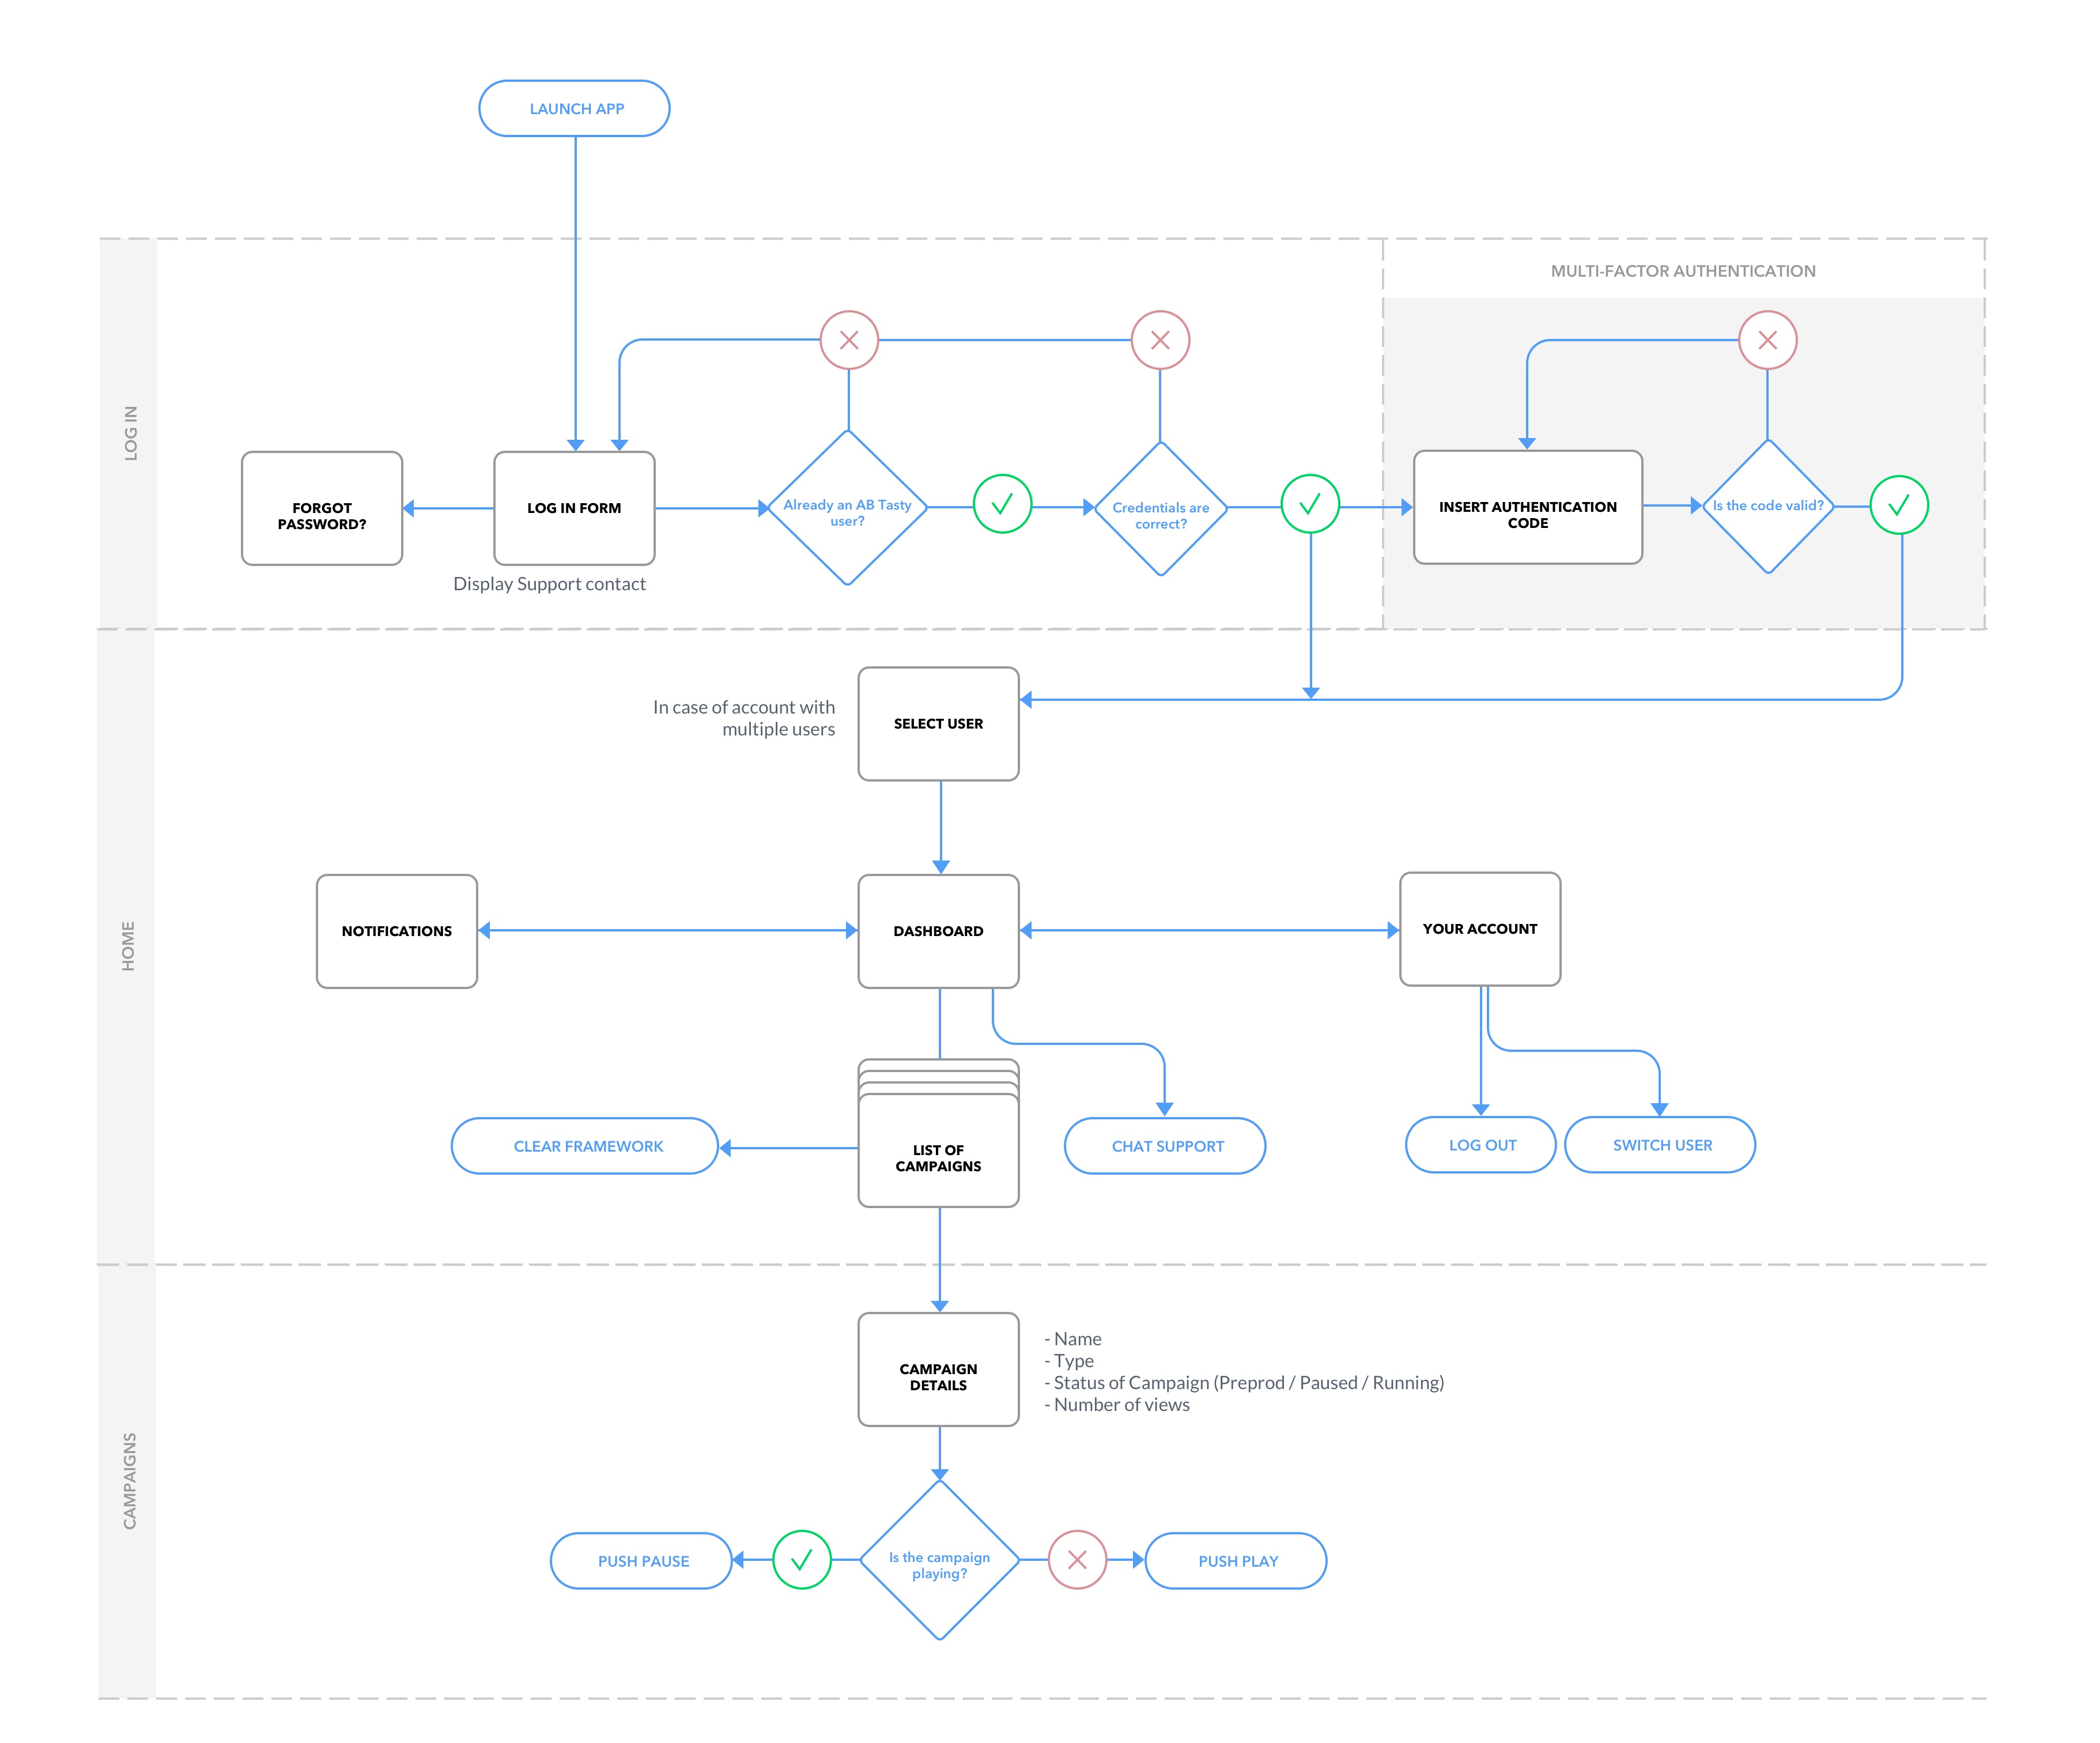 LAUNCH APP
MULTI-FACTOR AUTHENTICATION
LOG IN
FORGOT
PASSWORD?
LOG IN FORM
Already an AB Tasty
user?
Credentials are
correct?
INSERT AUTHENTICATION
CODE
Is the code valid?
Display Support contact
In case of account with
multiple users
SELECT USER
HOME
NOTIFICATIONS
DASHBOARD
YOUR ACCOUNT
CLEAR FRAMEWORK
LIST OF
CAMPAIGNS
CHAT SUPPORT
LOG OUT
SWITCH USER
CAMPAIGN
DETAILS
- Name
- Type
- Status of Campaign (Preprod / Paused / Running)
- Number of views
CAMPAIGNS
PUSH PAUSE
Is the campaign
playing?
PUSH PLAY